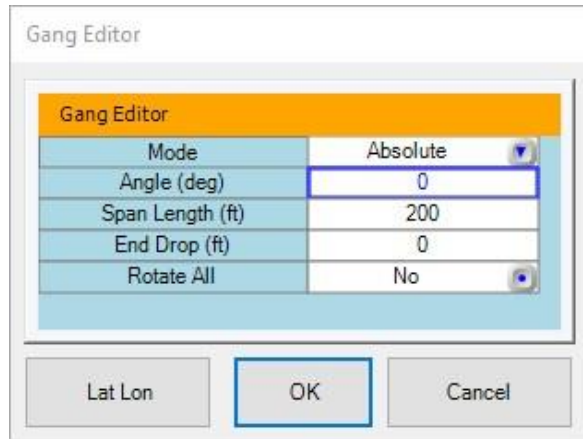 Gang Editor
Gang Editor
Mode Absolute
Angle (deg) 0
Span Length (ft) 200
End Drop (ft) 0
Rotate All No
Lat Lon OK Cancel